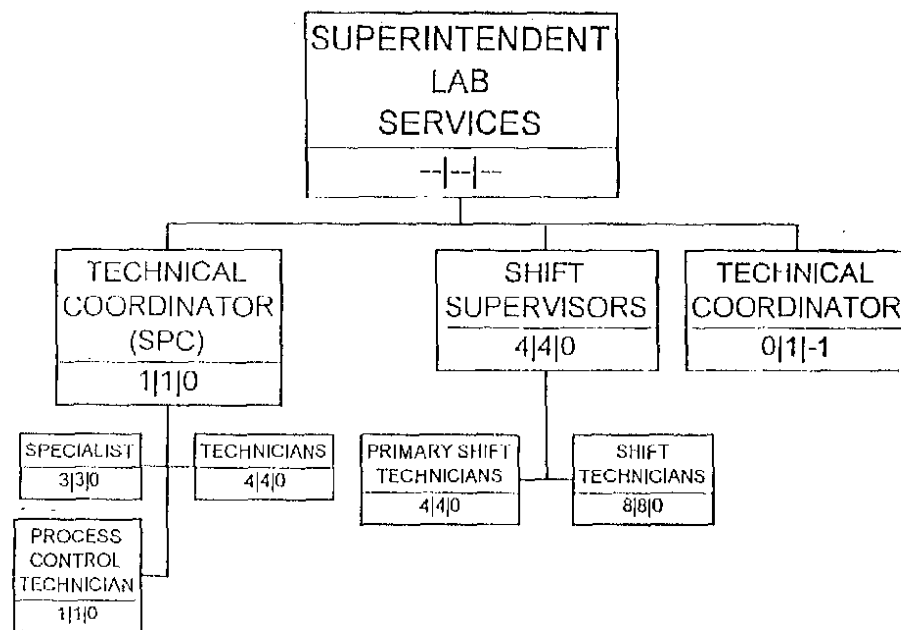 SUPERINTENDENT
LAB
SERVICES
--|--|--
TECHNICAL
COORDINATOR
(SPC)
1|1|0
SHIFT
SUPERVISORS
4|4|0
TECHNICAL
COORDINATOR
0|1|-1
SPECIALIST
3|3|0
TECHNICIANS
4|4|0
PRIMARY SHIFT
TECHNICIANS
4|4|0
SHIFT
TECHNICIANS
8|8|0
PROCESS
CONTROL
TECHNICIAN
1|1|0